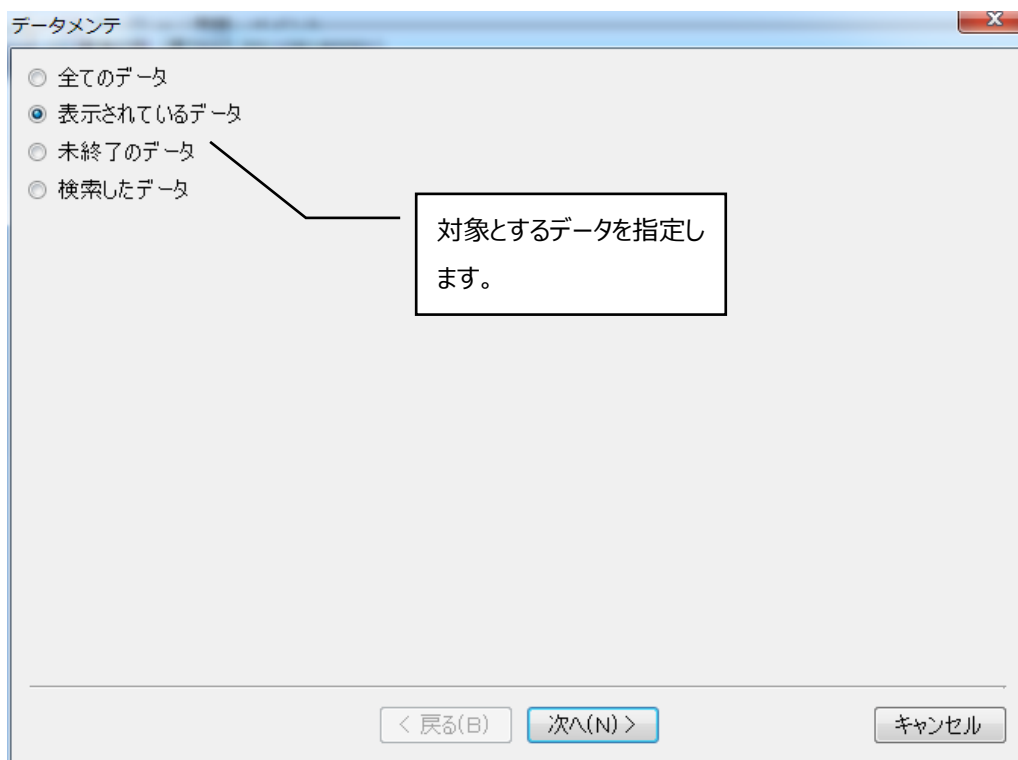 データメンテ
全てのデータ
表示されているデータ
未終了のデータ
検索したデータ
対象とするデータを指定し
ます。
< 戻る(B)
次へ(N) >
キャンセル